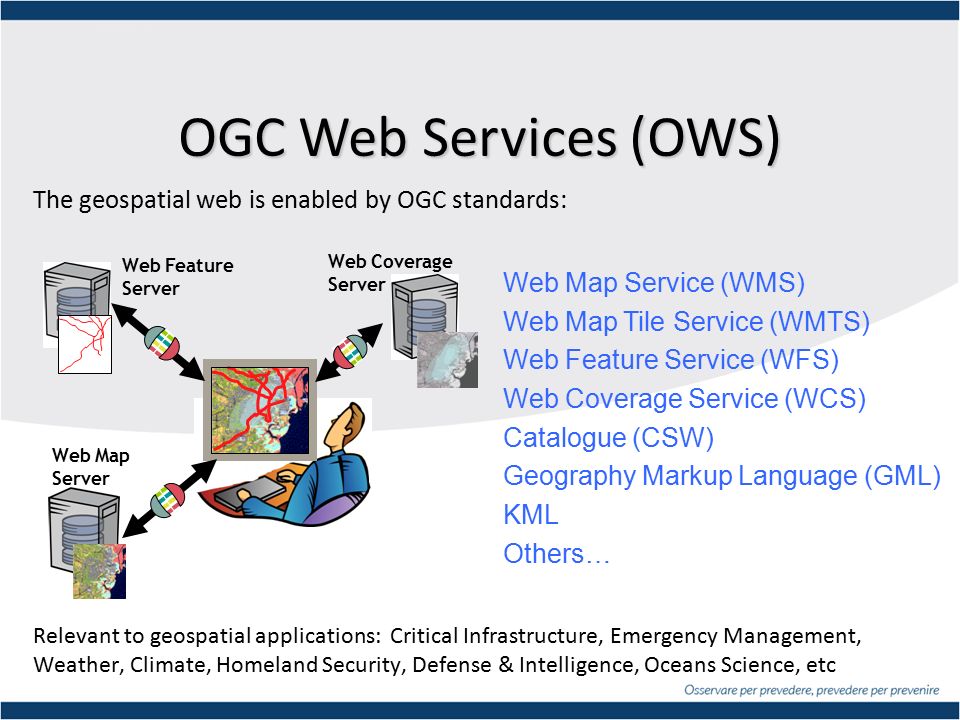 OGC Web Services (OWS)
The geospatial web is enabled by OGC standards:
Web Feature
Server
Web Coverage
Server
Web Map
Server
Web Map Service (WMS)
Web Map Tile Service (WMTS)
Web Feature Service (WFS)
Web Coverage Service (WCS)
Catalogue (CSW)
Geography Markup Language (GML)
KML
Others…
Relevant to geospatial applications: Critical Infrastructure, Emergency Management,
Weather, Climate, Homeland Security, Defense & Intelligence, Oceans Science, etc
Osservare per prevedere, prevedere per prevenire